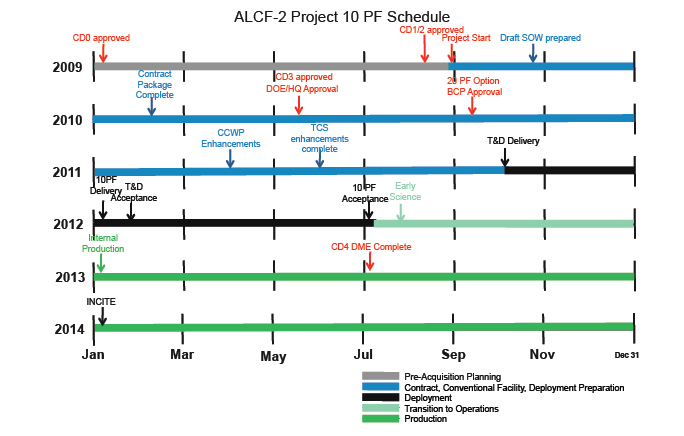 ALCF-2 Project 10 PF Schedule
CD0 approved
CD1/2 approved
Project Start
Draft SOW prepared
2009
Contract
Package
Complete
CD3 approved
DOE/HQ Approval
20 PF Option
BCP Approval
2010
CCWP
Enhancements
TCS
enhancements
complete
T&D Delivery
2011
10PF
Delivery
T&D
Acceptance
10 PF
Acceptance
Early
Science
2012
Internal
Production
CD4 DME Complete
2013
INCITE
2014
Jan
Mar
May
Jul
Sep
Nov
Dec 31
Pre-Acquisition Planning
Contract, Conventional Facility, Deployment Preparation
Deployment
Transition to Operations
Production